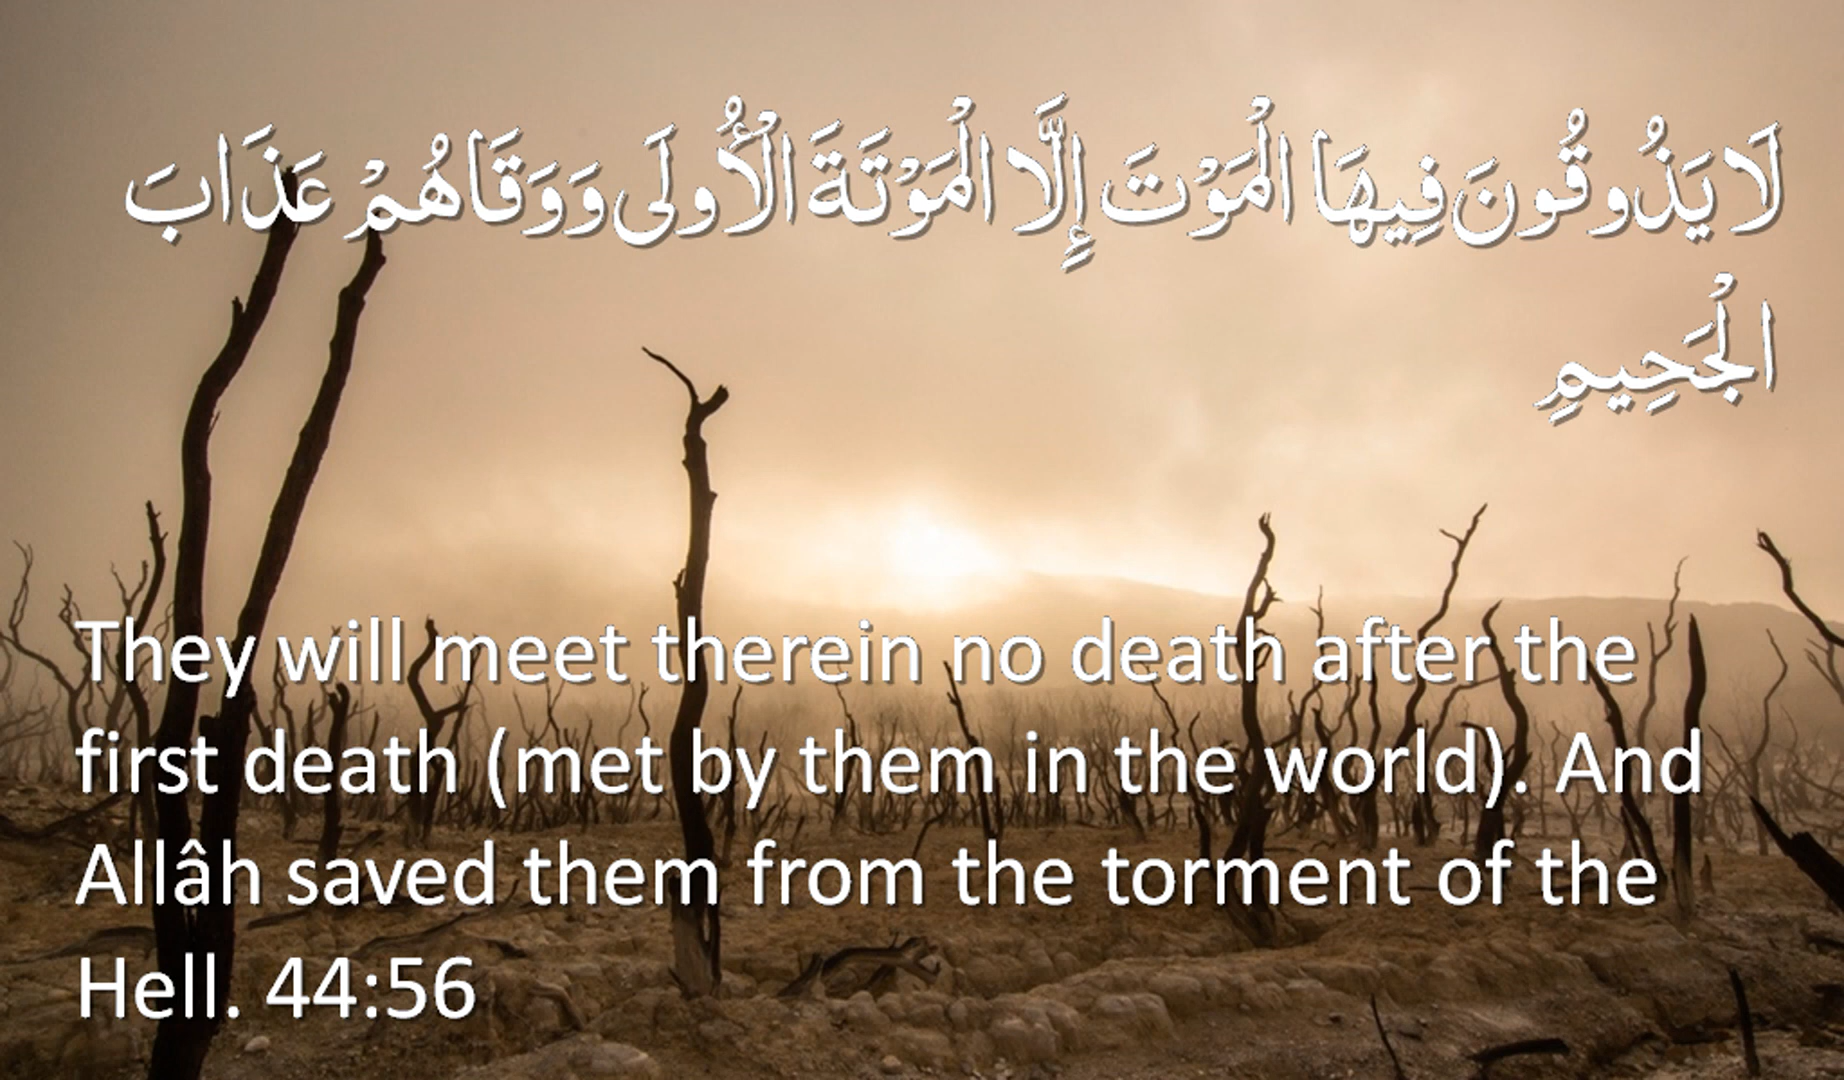 لَا يَذُوقُونَ فِيهَا الْمَوْتَ إِلَّا الْمَوْتَةَ الْأُولَى وَوَقَاهُمْ عَذَابَ
الْجَحِيمِ
They will meet therein no death after the
first death (met by them in the world). And
Allâh saved them from the torment of the
Hell. 44:56